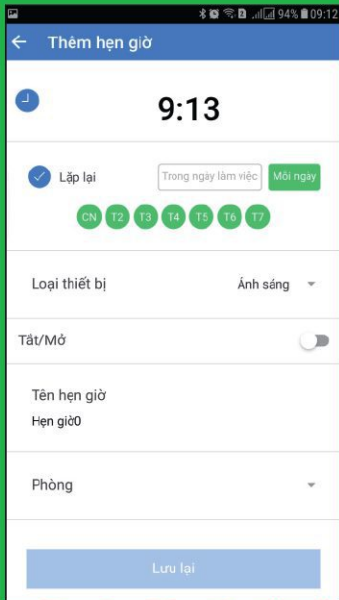 94% 09:12
Thêm hẹn giờ
9:13
Lặp lại Trong ngày làm việc Mỗi ngày
CN T2 T3 T4 T5 T6 T7
Loại thiết bị Ánh sáng
Tắt/Mở
Tên hẹn giờ
Hẹn giờ0
Phòng
Lưu lại